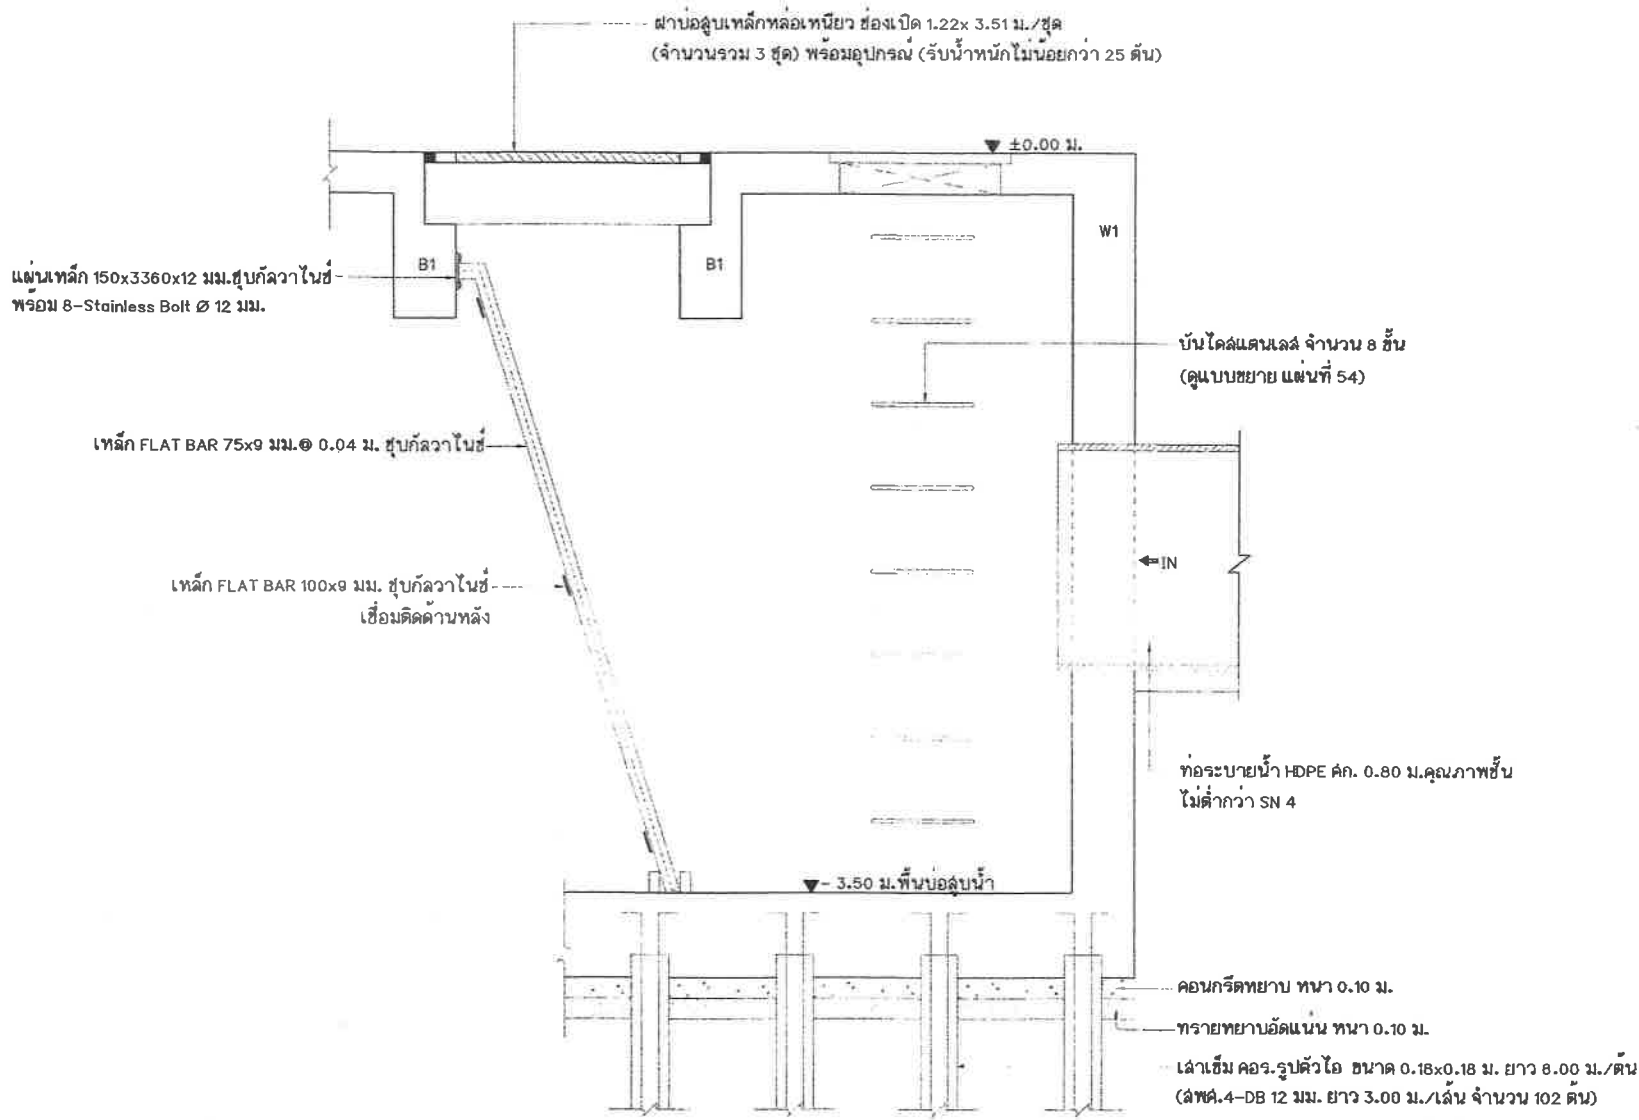 ฝาบ่อสูบเหล็กหล่อเหนียว ช่องเปิด 1.22x 3.51 ม./ชุด
(จำนวนรวม 3 ชุด) พร้อมอุปกรณ์ (รับน้ำหนักไม่น้อยกว่า 25 ตัน)
±0.00 ม.
W1
B1
B1
แผ่นเหล็ก 150x3360x12 มม.ชุบกัลวาไนซ์
พร้อม 8-Stainless Bolt Ø 12 มม.
บันไดสแตนเลส จำนวน 8 ขั้น
(ดูแบบขยาย แผ่นที่ 54)
เหล็ก FLAT BAR 75x9 มม.@ 0.04 ม. ชุบกัลวาไนซ์
IN
เหล็ก FLAT BAR 100x9 มม. ชุบกัลวาไนซ์
เชื่อมติดด้านหลัง
ท่อระบายน้ำ HDPE ศก. 0.80 ม.คุณภาพชั้น
ไม่ต่ำกว่า SN 4
- 3.50 ม.พื้นบ่อสูบน้ำ
คอนกรีตหยาบ หนา 0.10 ม.
ทรายหยาบอัดแน่น หนา 0.10 ม.
เสาเข็ม คอร.รูปตัวไอ ขนาด 0.18x0.18 ม. ยาว 8.00 ม./ต้น
(สพศ.4-DB 12 มม. ยาว 3.00 ม./เส้น จำนวน 102 ต้น)